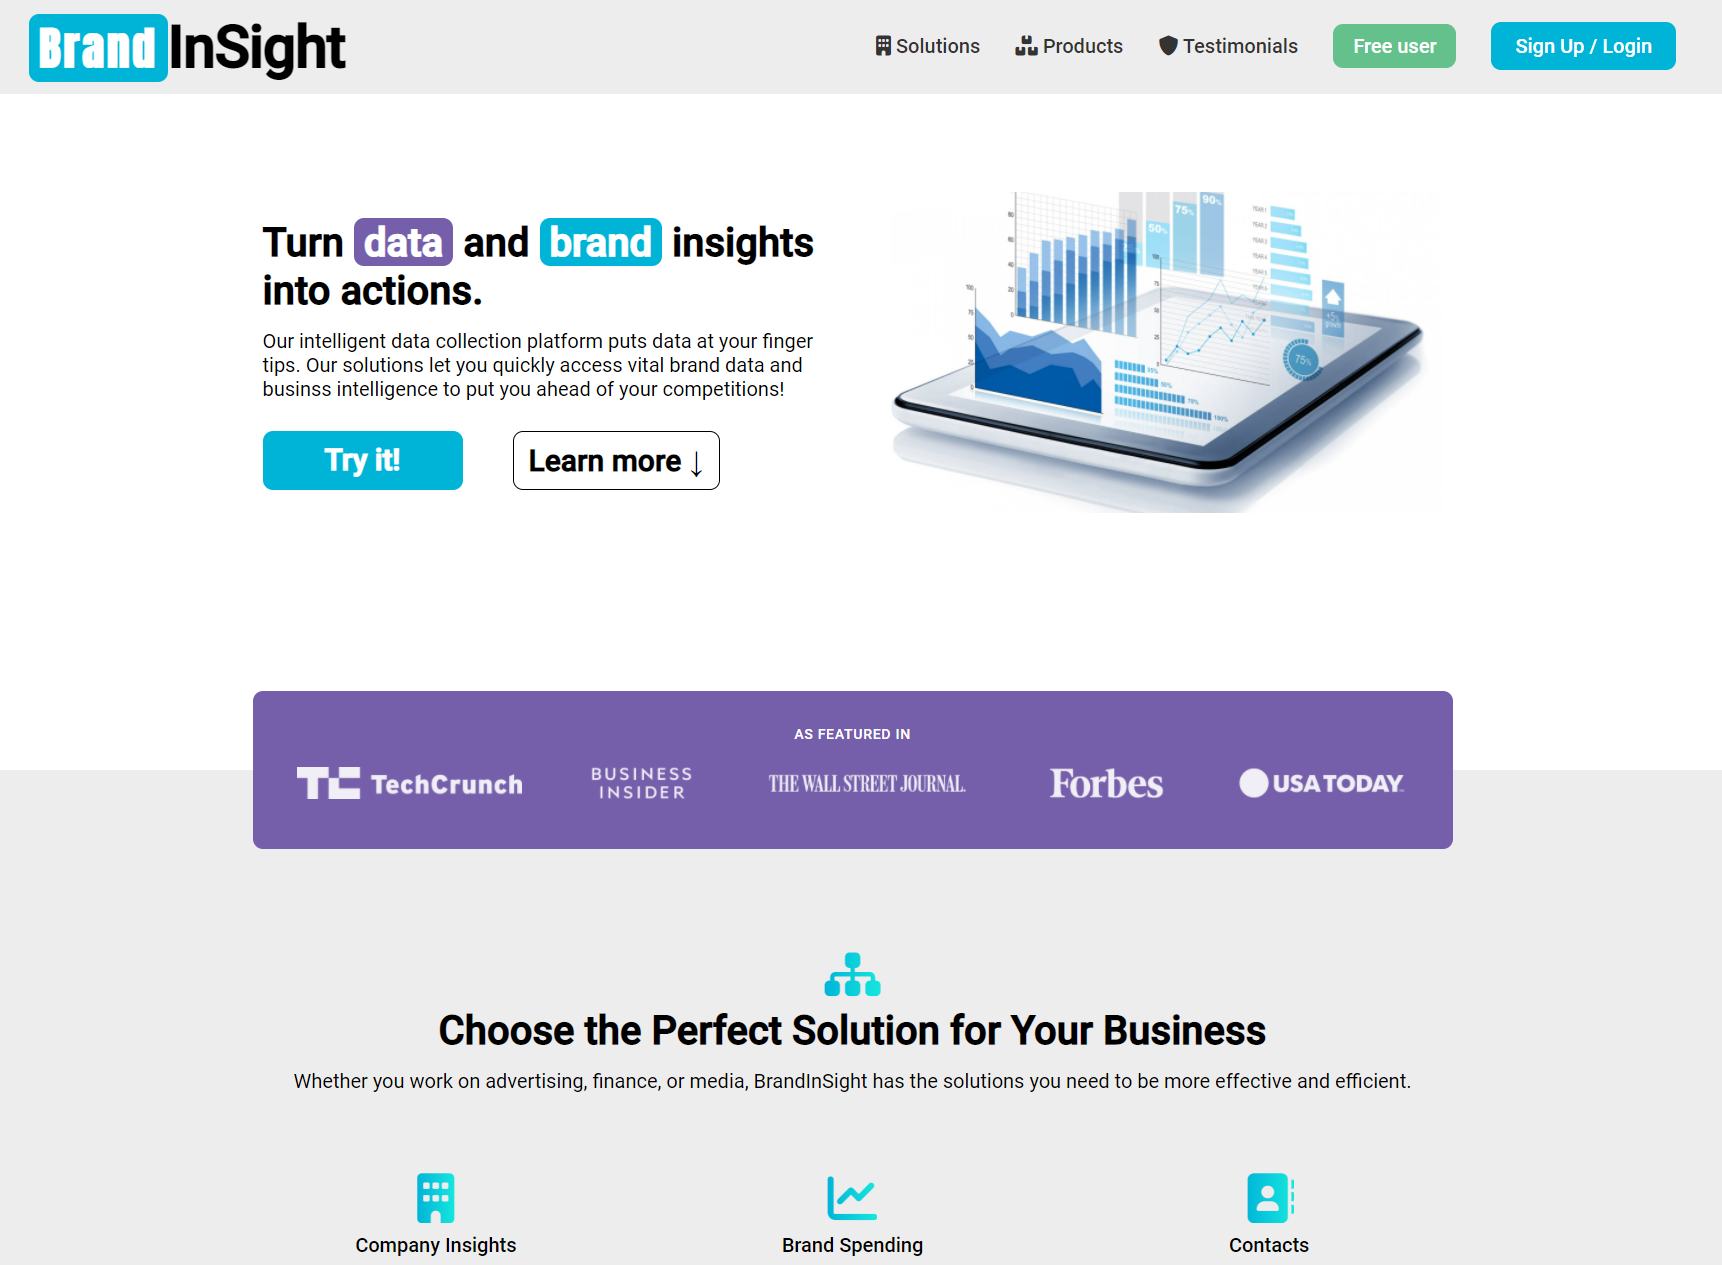 BrandInSight
Solutions
Products
Testimonials
Free user
Sign Up / Login
Turn data and brand insights
into actions.
Our intelligent data collection platform puts data at your finger
tips. Our solutions let you quickly access vital brand data and
businss intelligence to put you ahead of your competitions!
Try it!
Learn more ↓
50%
75%
90%
75%
AS FEATURED IN
TechCrunch
BUSINESS
INSIDER
THE WALL STREET JOURNAL.
Forbes
USA TODAY
Choose the Perfect Solution for Your Business
Whether you work on advertising, finance, or media, BrandInSight has the solutions you need to be more effective and efficient.
Company Insights
Brand Spending
Contacts